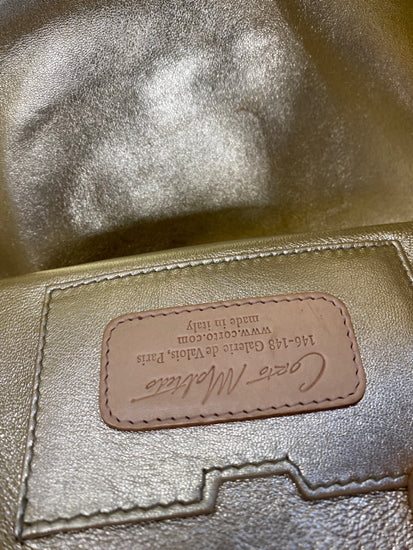 Corto Moltedo
146-148 Galerie de Valois, Paris
www.corto.com
made in italy